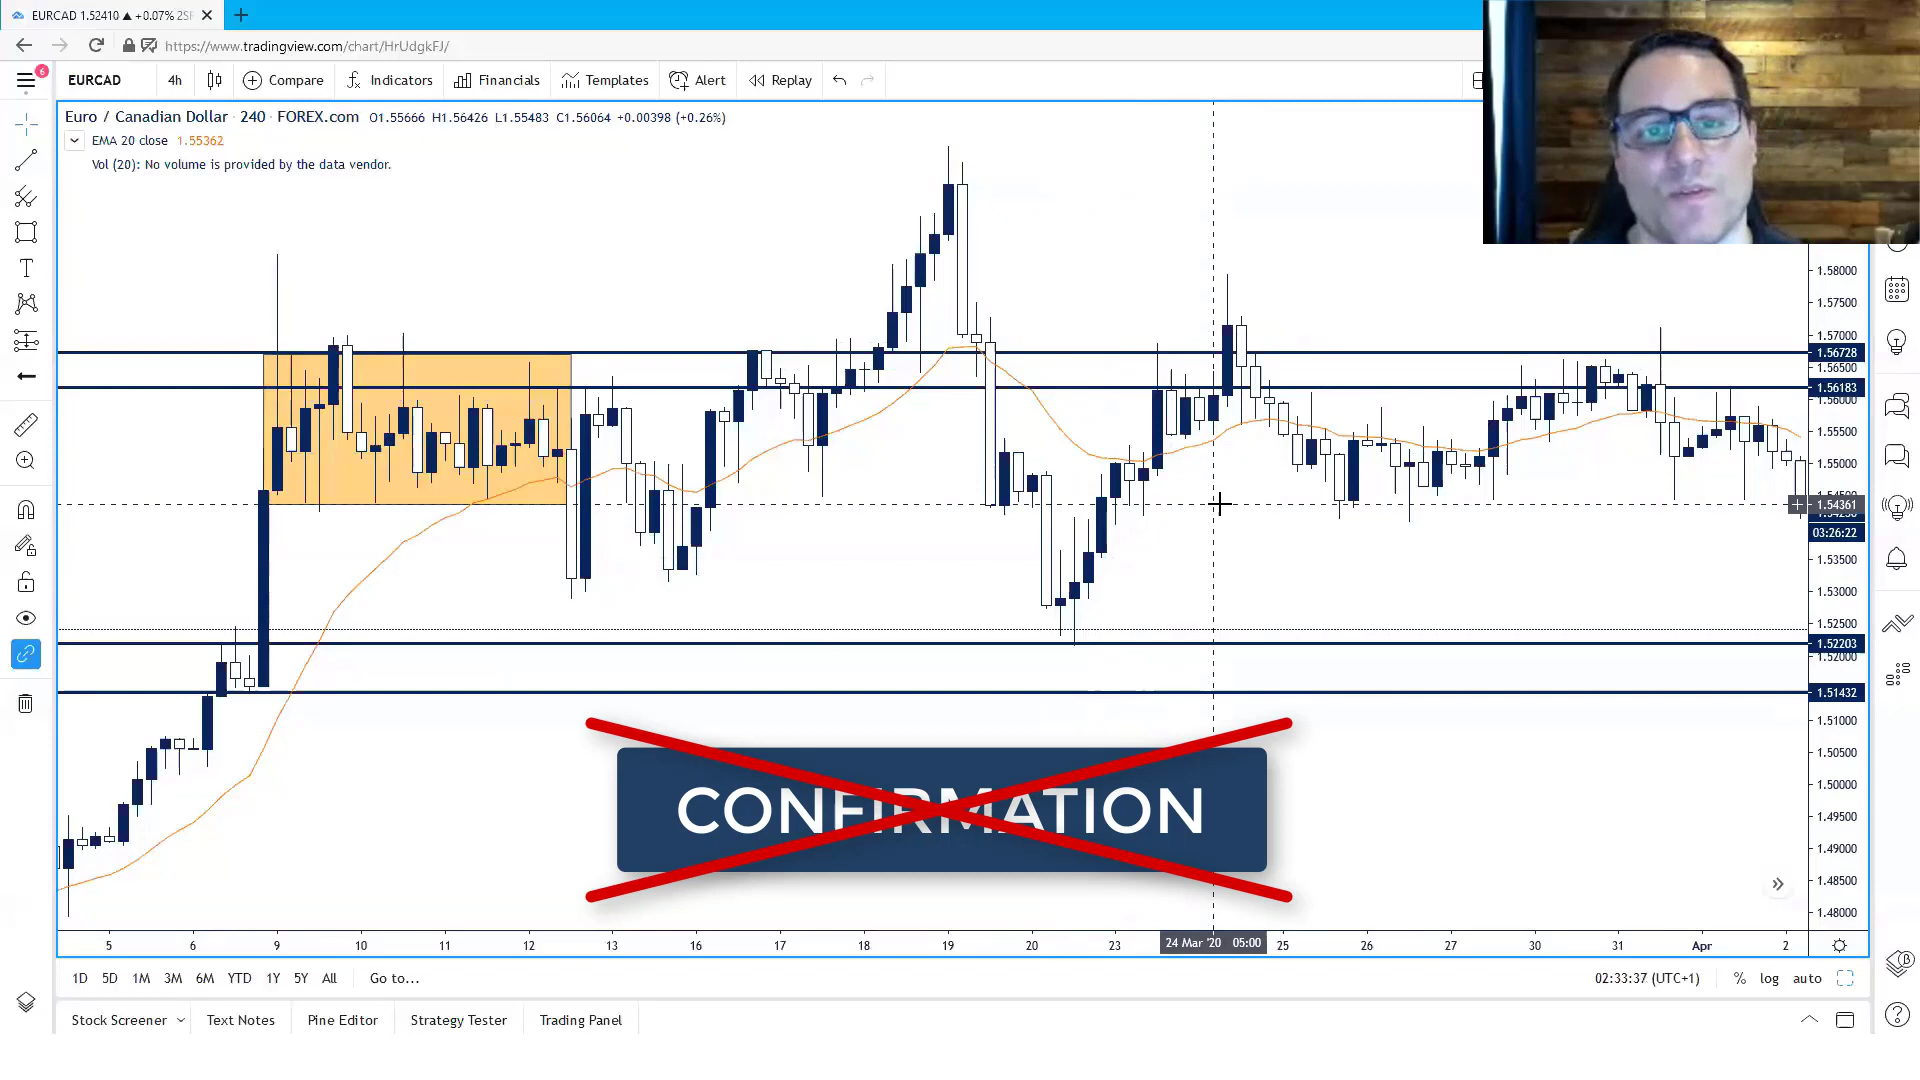 EURCAD 1.52410 ▲ +0.07% 2SF
https://www.tradingview.com/chart/HrUdgkFJ/
6
EURCAD 4h Compare Indicators Financials Templates Alert Replay
Euro / Canadian Dollar · 240 · FOREX.com O1.55666 H1.56426 L1.55483 C1.56064 +0.00398 (+0.26%)
EMA 20 close 1.55362
Vol (20): No volume is provided by the data vendor.
1.58000
1.57500
1.57000
1.56728
1.56500
1.56183
1.56000
1.55500
1.55000
1.54361
03:26:22
1.53500
1.53000
1.52500
1.52203
1.52000
1.51432
1.51000
1.50500
1.50000
1.49500
1.49000
1.48500
1.48000
CONFIRMATION
5 6 9 10 11 12 13 16 17 18 19 20 23 24 Mar '20 05:00 25 26 27 30 31 Apr 2
1D 5D 1M 3M 6M YTD 1Y 5Y All Go to... 02:33:37 (UTC+1) % log auto
Stock Screener Text Notes Pine Editor Strategy Tester Trading Panel